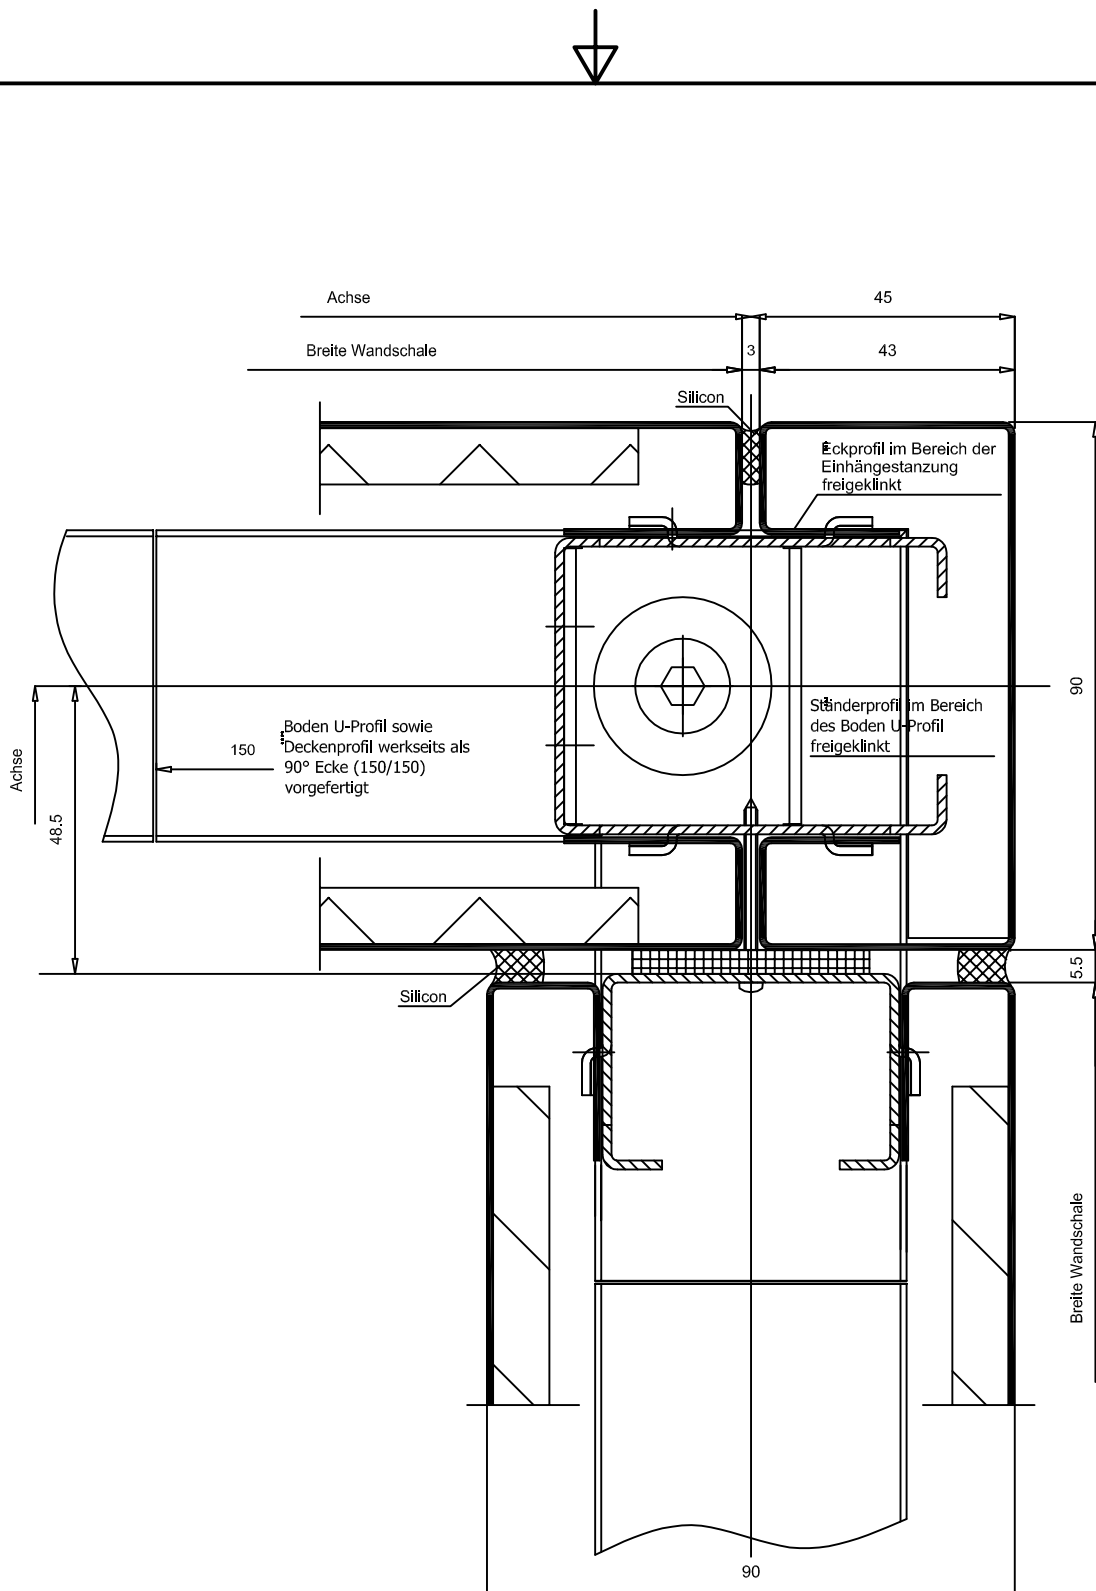 Achse
45
Breite Wandschale
3
43
Silicon
Eckprofil im Bereich der
Einhängestanzung
freigeklinkt
90
Ständerprofil im Bereich
des Boden U-Profil
freigeklinkt
Boden U-Profil sowie
Deckenprofil werkseits als
90° Ecke (150/150)
vorgefertigt
150
Achse
48.5
Silicon
5.5
Breite Wandschale
90